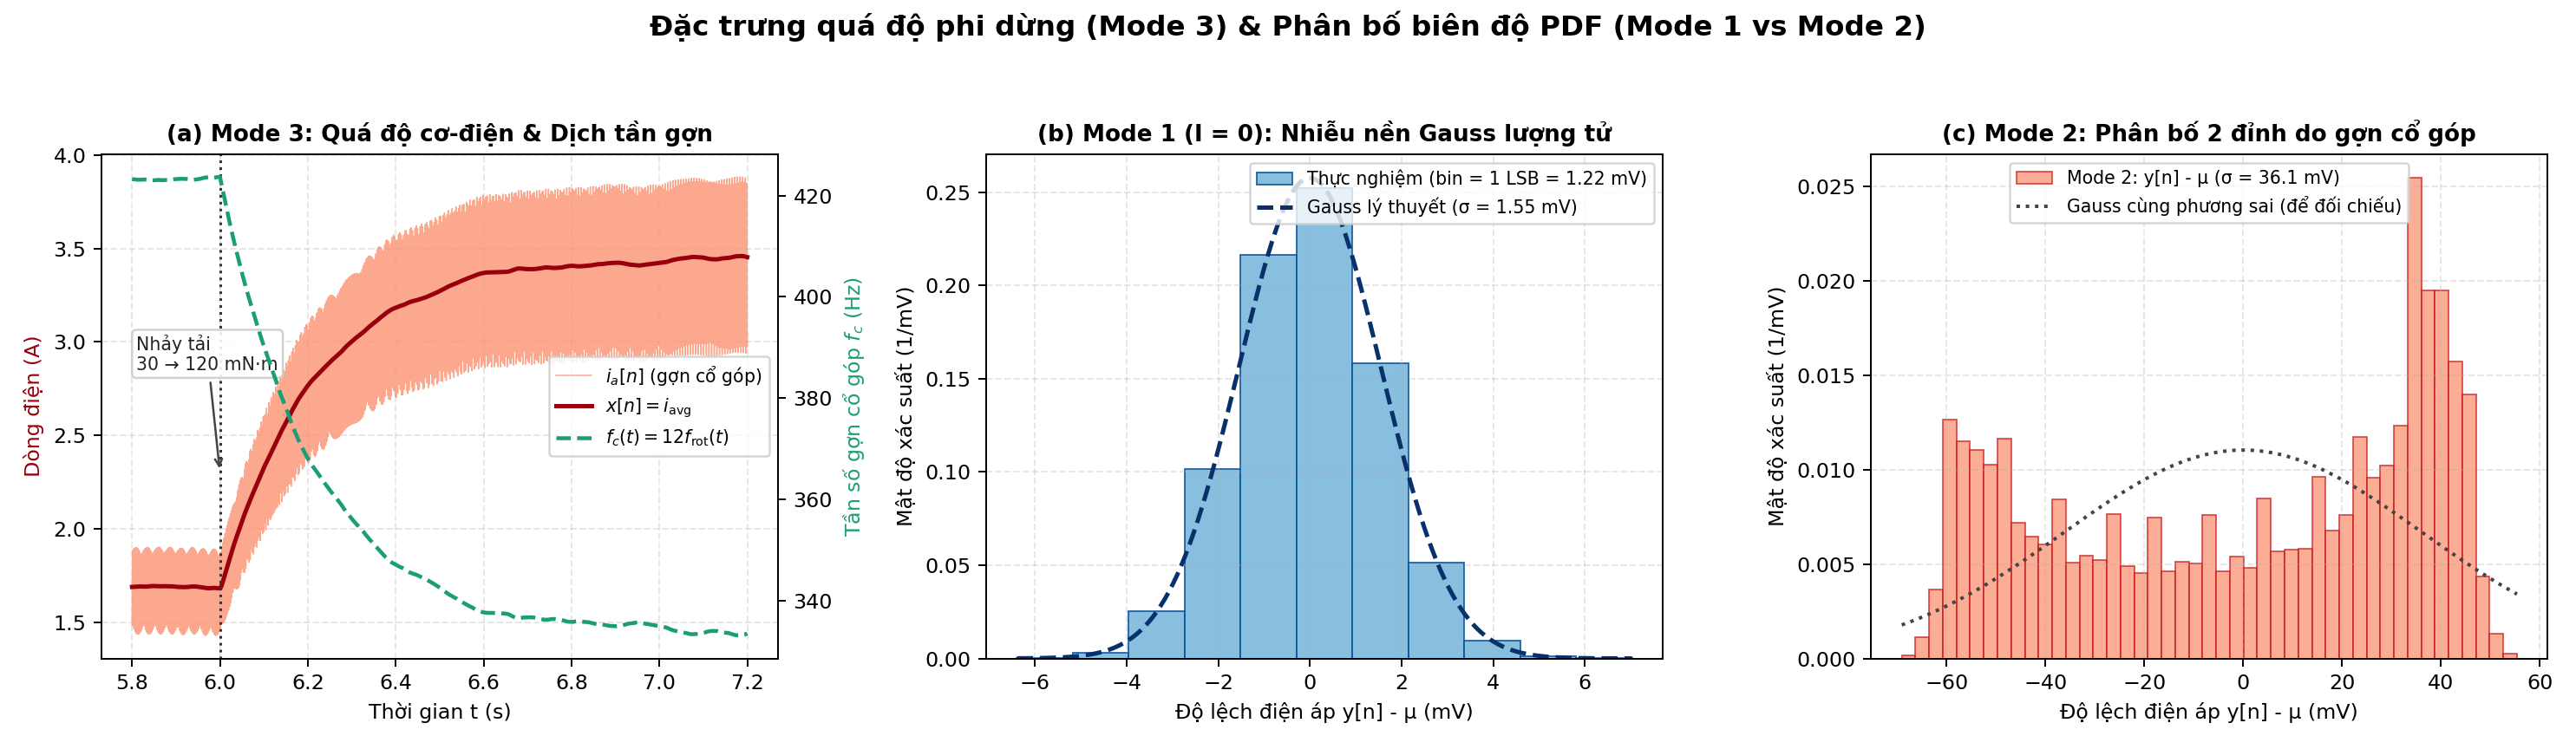 Đặc trưng quá độ phi dừng (Mode 3) & Phân bố biên độ PDF (Mode 1 vs Mode 2)
(a) Mode 3: Quá độ cơ-điện & Dịch tần gợn
Dòng điện (A)
4.0
3.5
3.0
2.5
2.0
1.5
Nhảy tải
30 → 120 mN·m
i_a[n] (gợn cổ góp)
x[n] = i_avg
f_c(t) = 12f_rot(t)
420
400
380
360
340
Tần số gợn cổ góp f_c (Hz)
5.8 6.0 6.2 6.4 6.6 6.8 7.0 7.2
Thời gian t (s)
(b) Mode 1 (I = 0): Nhiễu nền Gauss lượng tử
Mật độ xác suất (1/mV)
0.25
0.20
0.15
0.10
0.05
0.00
Thực nghiệm (bin = 1 LSB = 1.22 mV)
Gauss lý thuyết (σ = 1.55 mV)
−6 −4 −2 0 2 4 6
Độ lệch điện áp y[n] - μ (mV)
(c) Mode 2: Phân bố 2 đỉnh do gợn cổ góp
Mật độ xác suất (1/mV)
0.025
0.020
0.015
0.010
0.005
0.000
Mode 2: y[n] - μ (σ = 36.1 mV)
Gauss cùng phương sai (để đối chiếu)
−60 −40 −20 0 20 40 60
Độ lệch điện áp y[n] - μ (mV)